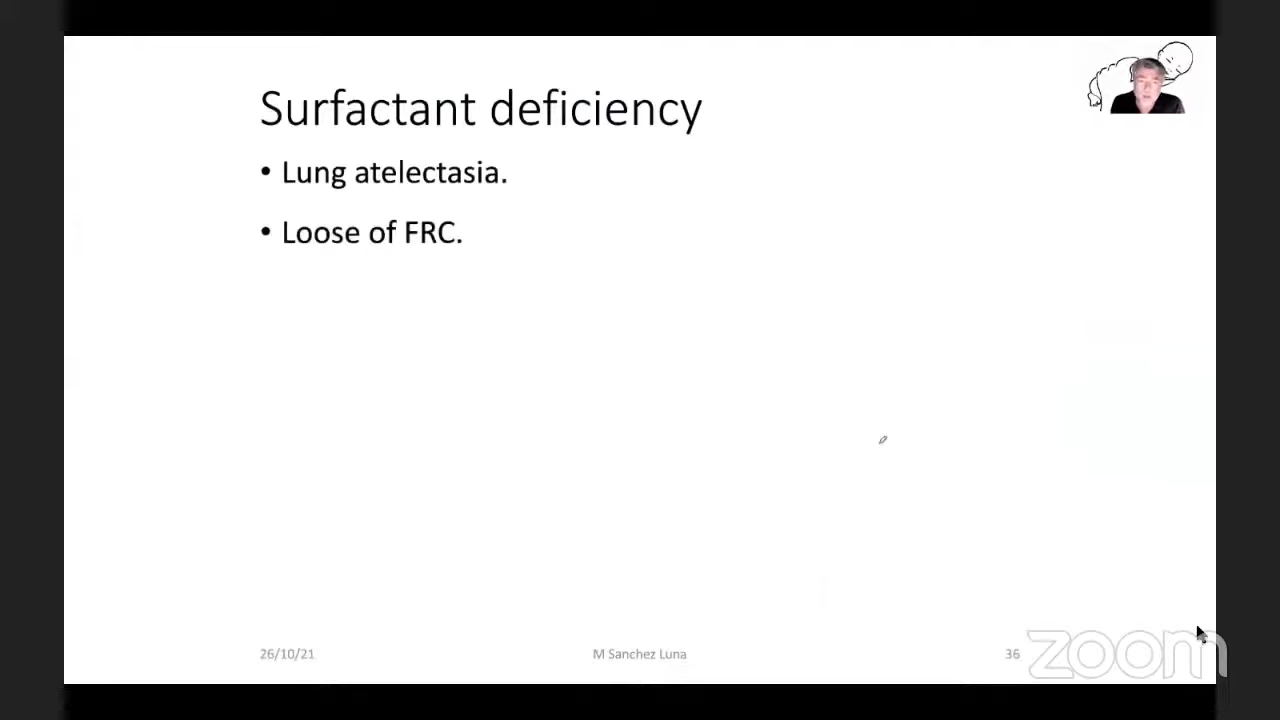 Surfactant deficiency
• Lung atelectasia.
• Loose of FRC.
26/10/21
M Sanchez Luna
36
zoom